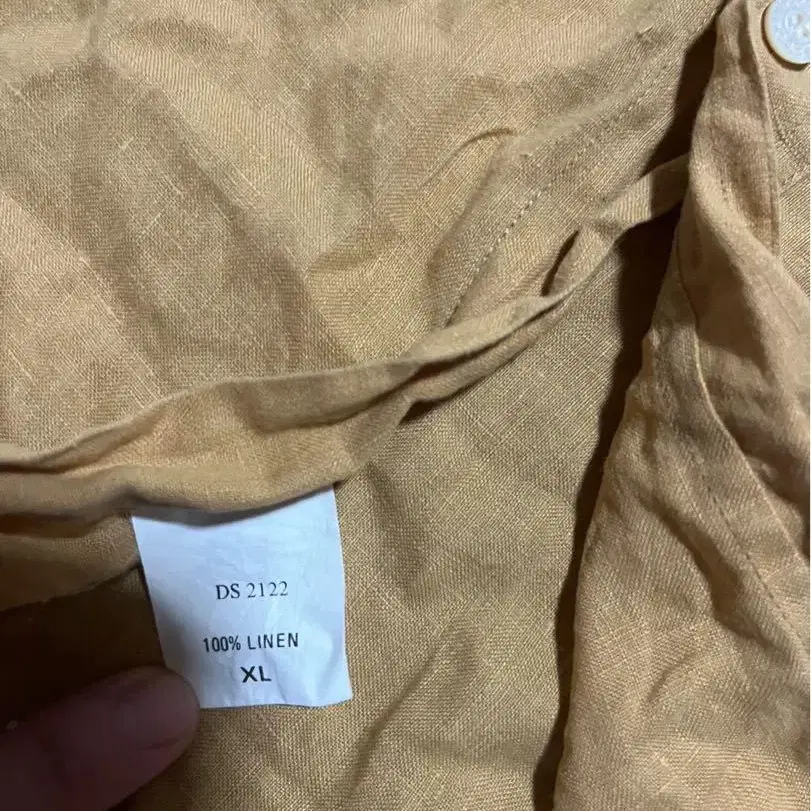 DS 2122
100% LINEN
XL